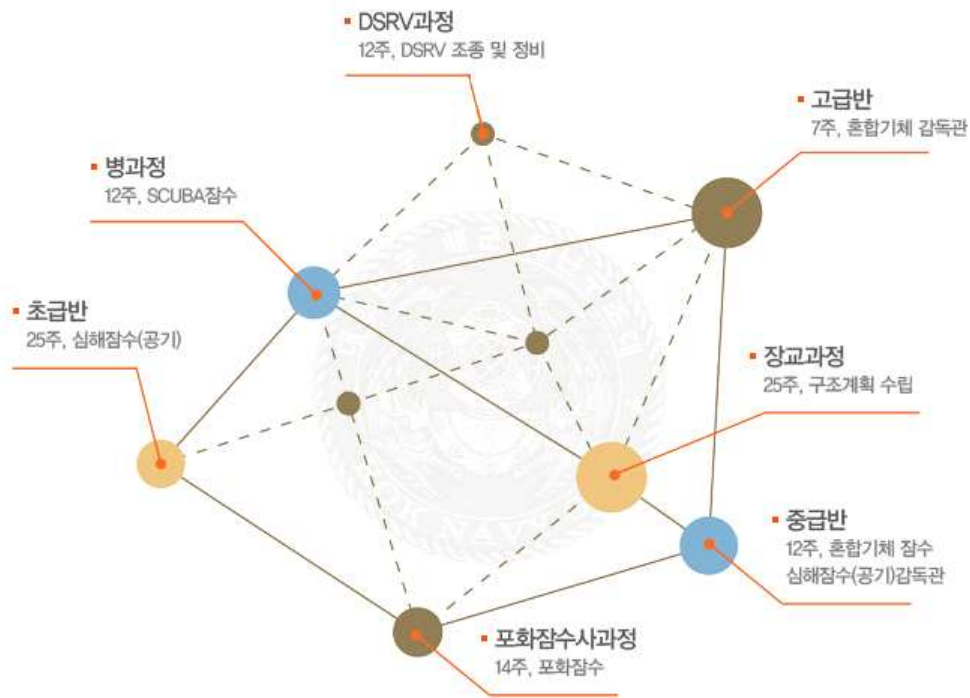 DSRV과정
12주, DSRV 조종 및 정비
고급반
7주, 혼합기체 감독관
병과정
12주, SCUBA잠수
초급반
25주, 심해잠수(공기)
장교과정
25주, 구조계획 수립
중급반
12주, 혼합기체 잠수
심해잠수(공기)감독관
포화잠수사과정
14주, 포화잠수